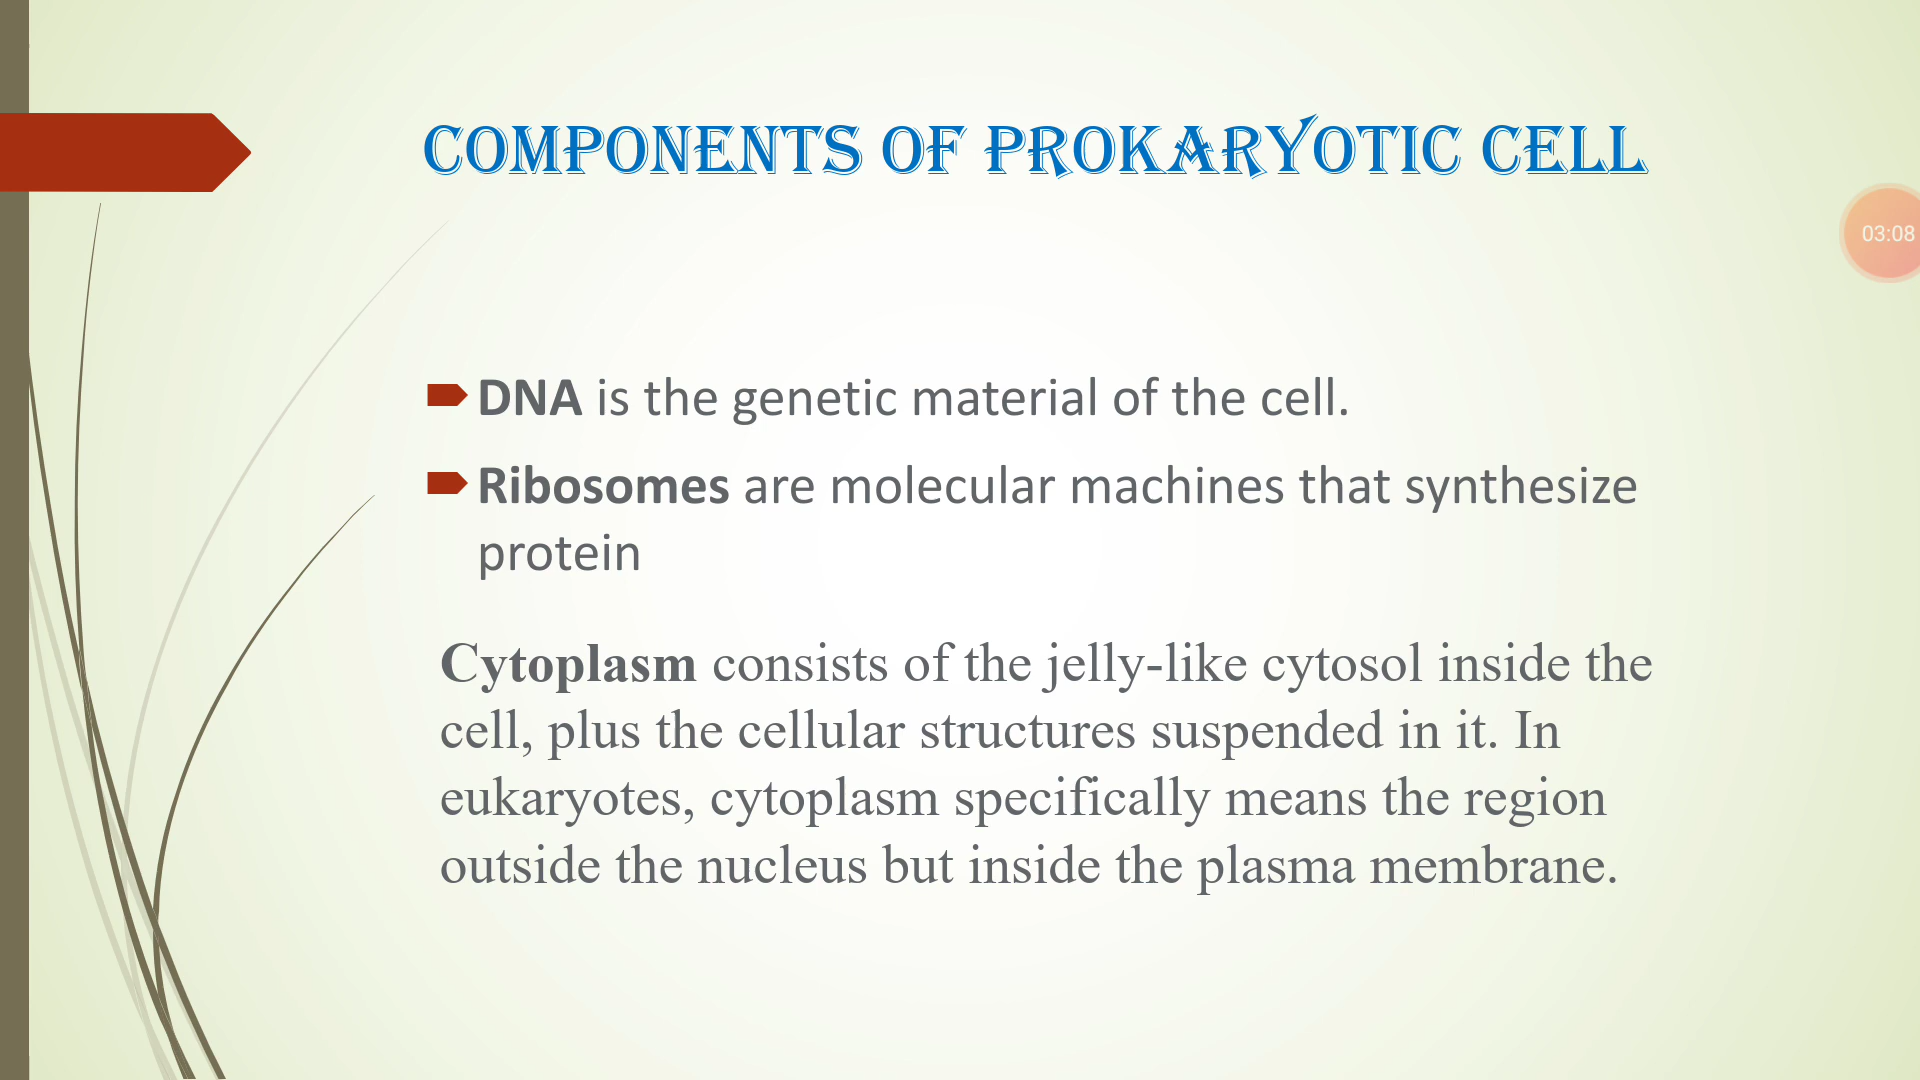 COMPONENTS OF PROKARYOTIC CELL
03:08
DNA is the genetic material of the cell.
Ribosomes are molecular machines that synthesize
protein
Cytoplasm consists of the jelly-like cytosol inside the
cell, plus the cellular structures suspended in it. In
eukaryotes, cytoplasm specifically means the region
outside the nucleus but inside the plasma membrane.